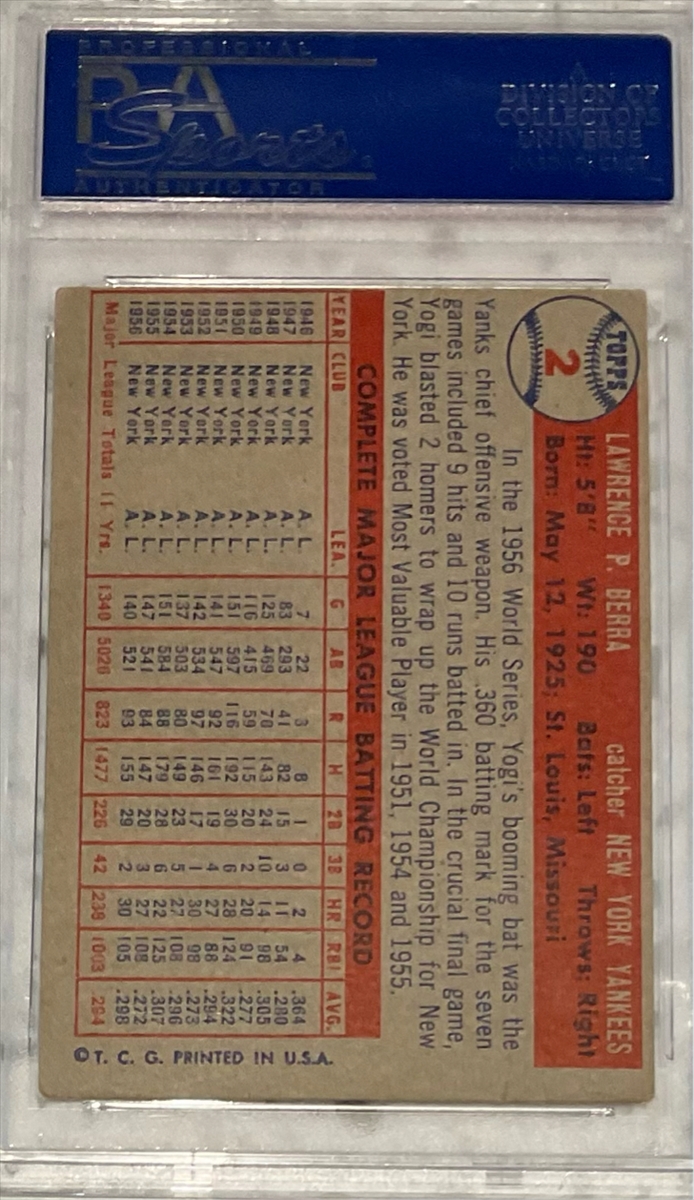 PROFESSIONAL
PSA
Sports
AUTHENTICATOR
A
DIVISION OF
COLLECTORS
UNIVERSE
TOPPS
2
LAWRENCE P. BERRA catcher NEW YORK YANKEES
Ht: 5'8" Wt: 190 Bats: Left Throws: Right
Born: May 12, 1925; St. Louis, Missouri
In the 1956 World Series, Yogi's booming bat was the
Yanks chief offensive weapon. His .360 batting mark for the seven
games included 9 hits and 10 runs batted in. In the crucial final game,
Yogi blasted 2 homers to wrap up the World Championship for New
York. He was voted Most Valuable Player in 1951, 1954 and 1955.
COMPLETE MAJOR LEAGUE BATTING RECORD
YEAR CLUB LEA. G AB R H 2B 3B HR RBI AVG.
1946 New York A. L. 7 22 3 8 1 0 2 4 .364
1947 New York A. L. 83 293 41 82 15 3 11 54 .280
1948 New York A. L. 125 469 70 143 24 10 14 98 .305
1949 New York A. L. 116 415 59 115 20 2 20 91 .277
1950 New York A. L. 151 597 116 192 30 6 28 124 .322
1951 New York A. L. 141 547 92 161 19 4 27 88 .294
1952 New York A. L. 142 534 97 146 17 1 30 98 .273
1953 New York A. L. 137 503 80 149 23 5 27 108 .296
1954 New York A. L. 151 584 88 179 28 6 22 125 .307
1955 New York A. L. 147 541 84 147 20 3 27 108 .272
1956 New York A. L. 140 521 93 155 29 2 30 105 .298
Major League Totals 11 Yrs. 1340 5026 823 1477 226 42 238 1003 .294
© T. C. G. PRINTED IN U.S.A.